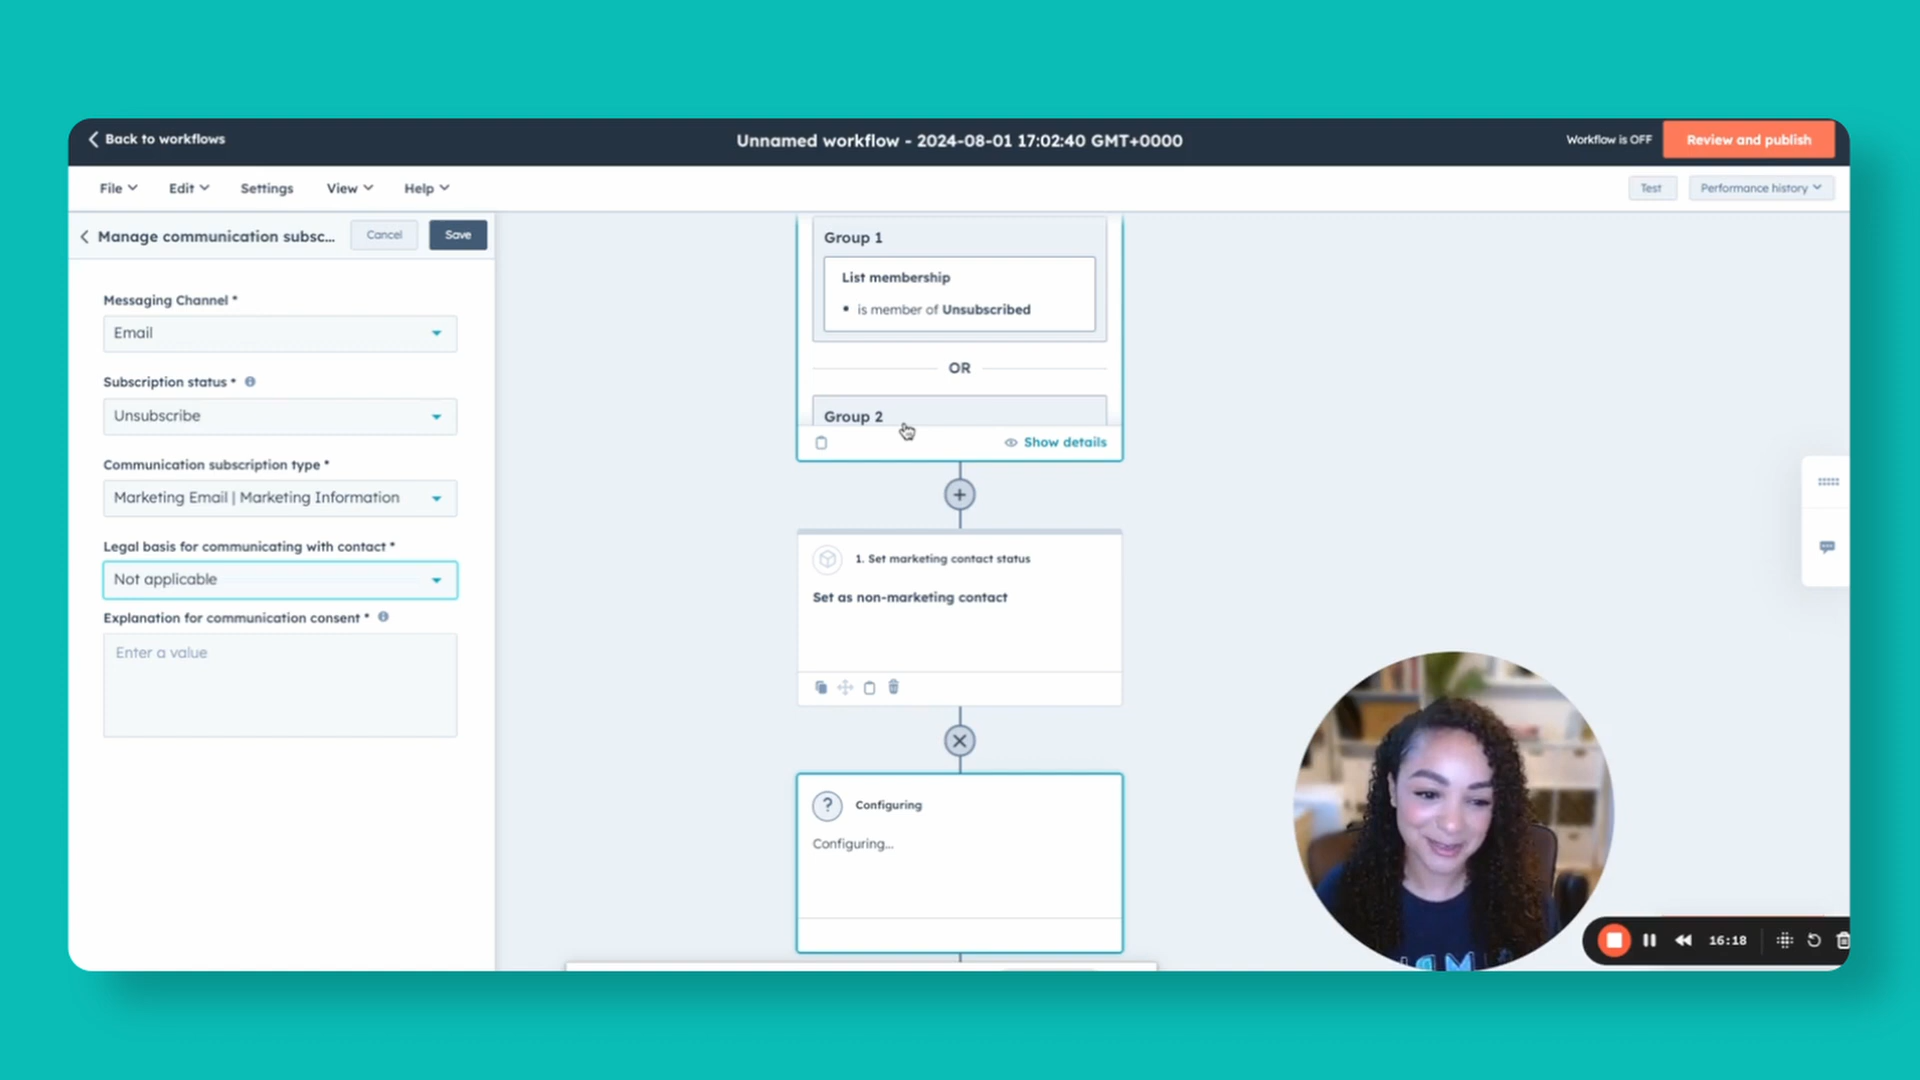 Back to workflows
Unnamed workflow - 2024-08-01 17:02:40 GMT+0000
Workflow is OFF
Review and publish
File
Edit
Settings
View
Help
Test
Performance history
Manage communication subsc...
Cancel
Save
Messaging Channel *
Email
Subscription status *
Unsubscribe
Communication subscription type *
Marketing Email | Marketing Information
Legal basis for communicating with contact *
Not applicable
Explanation for communication consent *
Enter a value
Group 1
List membership
• is member of Unsubscribed
OR
Group 2
Show details
1. Set marketing contact status
Set as non-marketing contact
Configuring
Configuring...
16:18